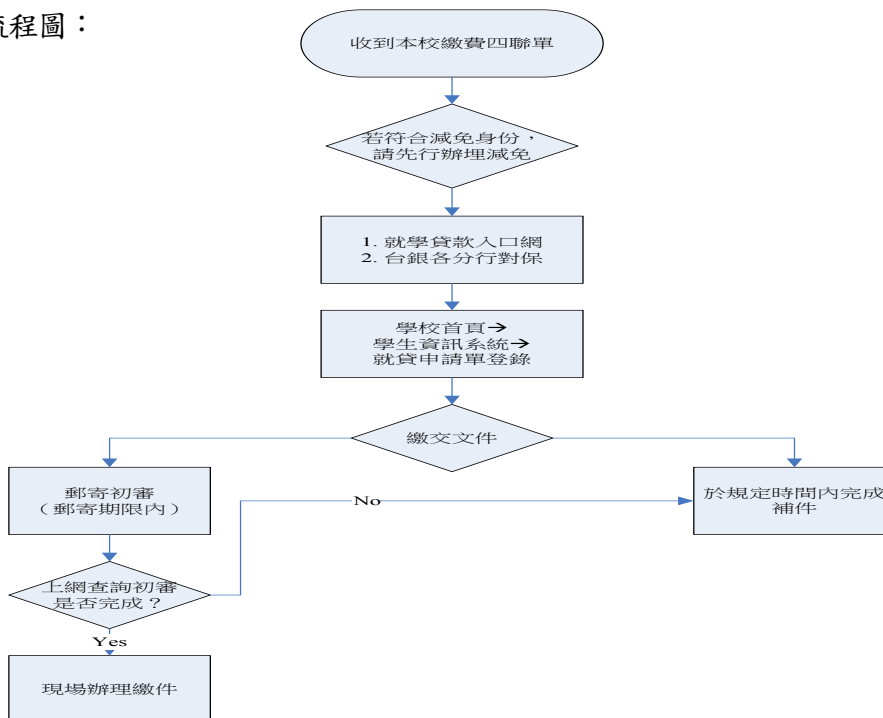 流程圖：
收到本校繳費四聯單
若符合減免身份，
請先行辦理減免
1. 就學貸款入口網
2. 台銀各分行對保
學校首頁→
學生資訊系統→
就貸申請單登錄
繳交文件
郵寄初審
（郵寄期限內）
No
於規定時間內完成
補件
上網查詢初審
是否完成？
Yes
現場辦理繳件